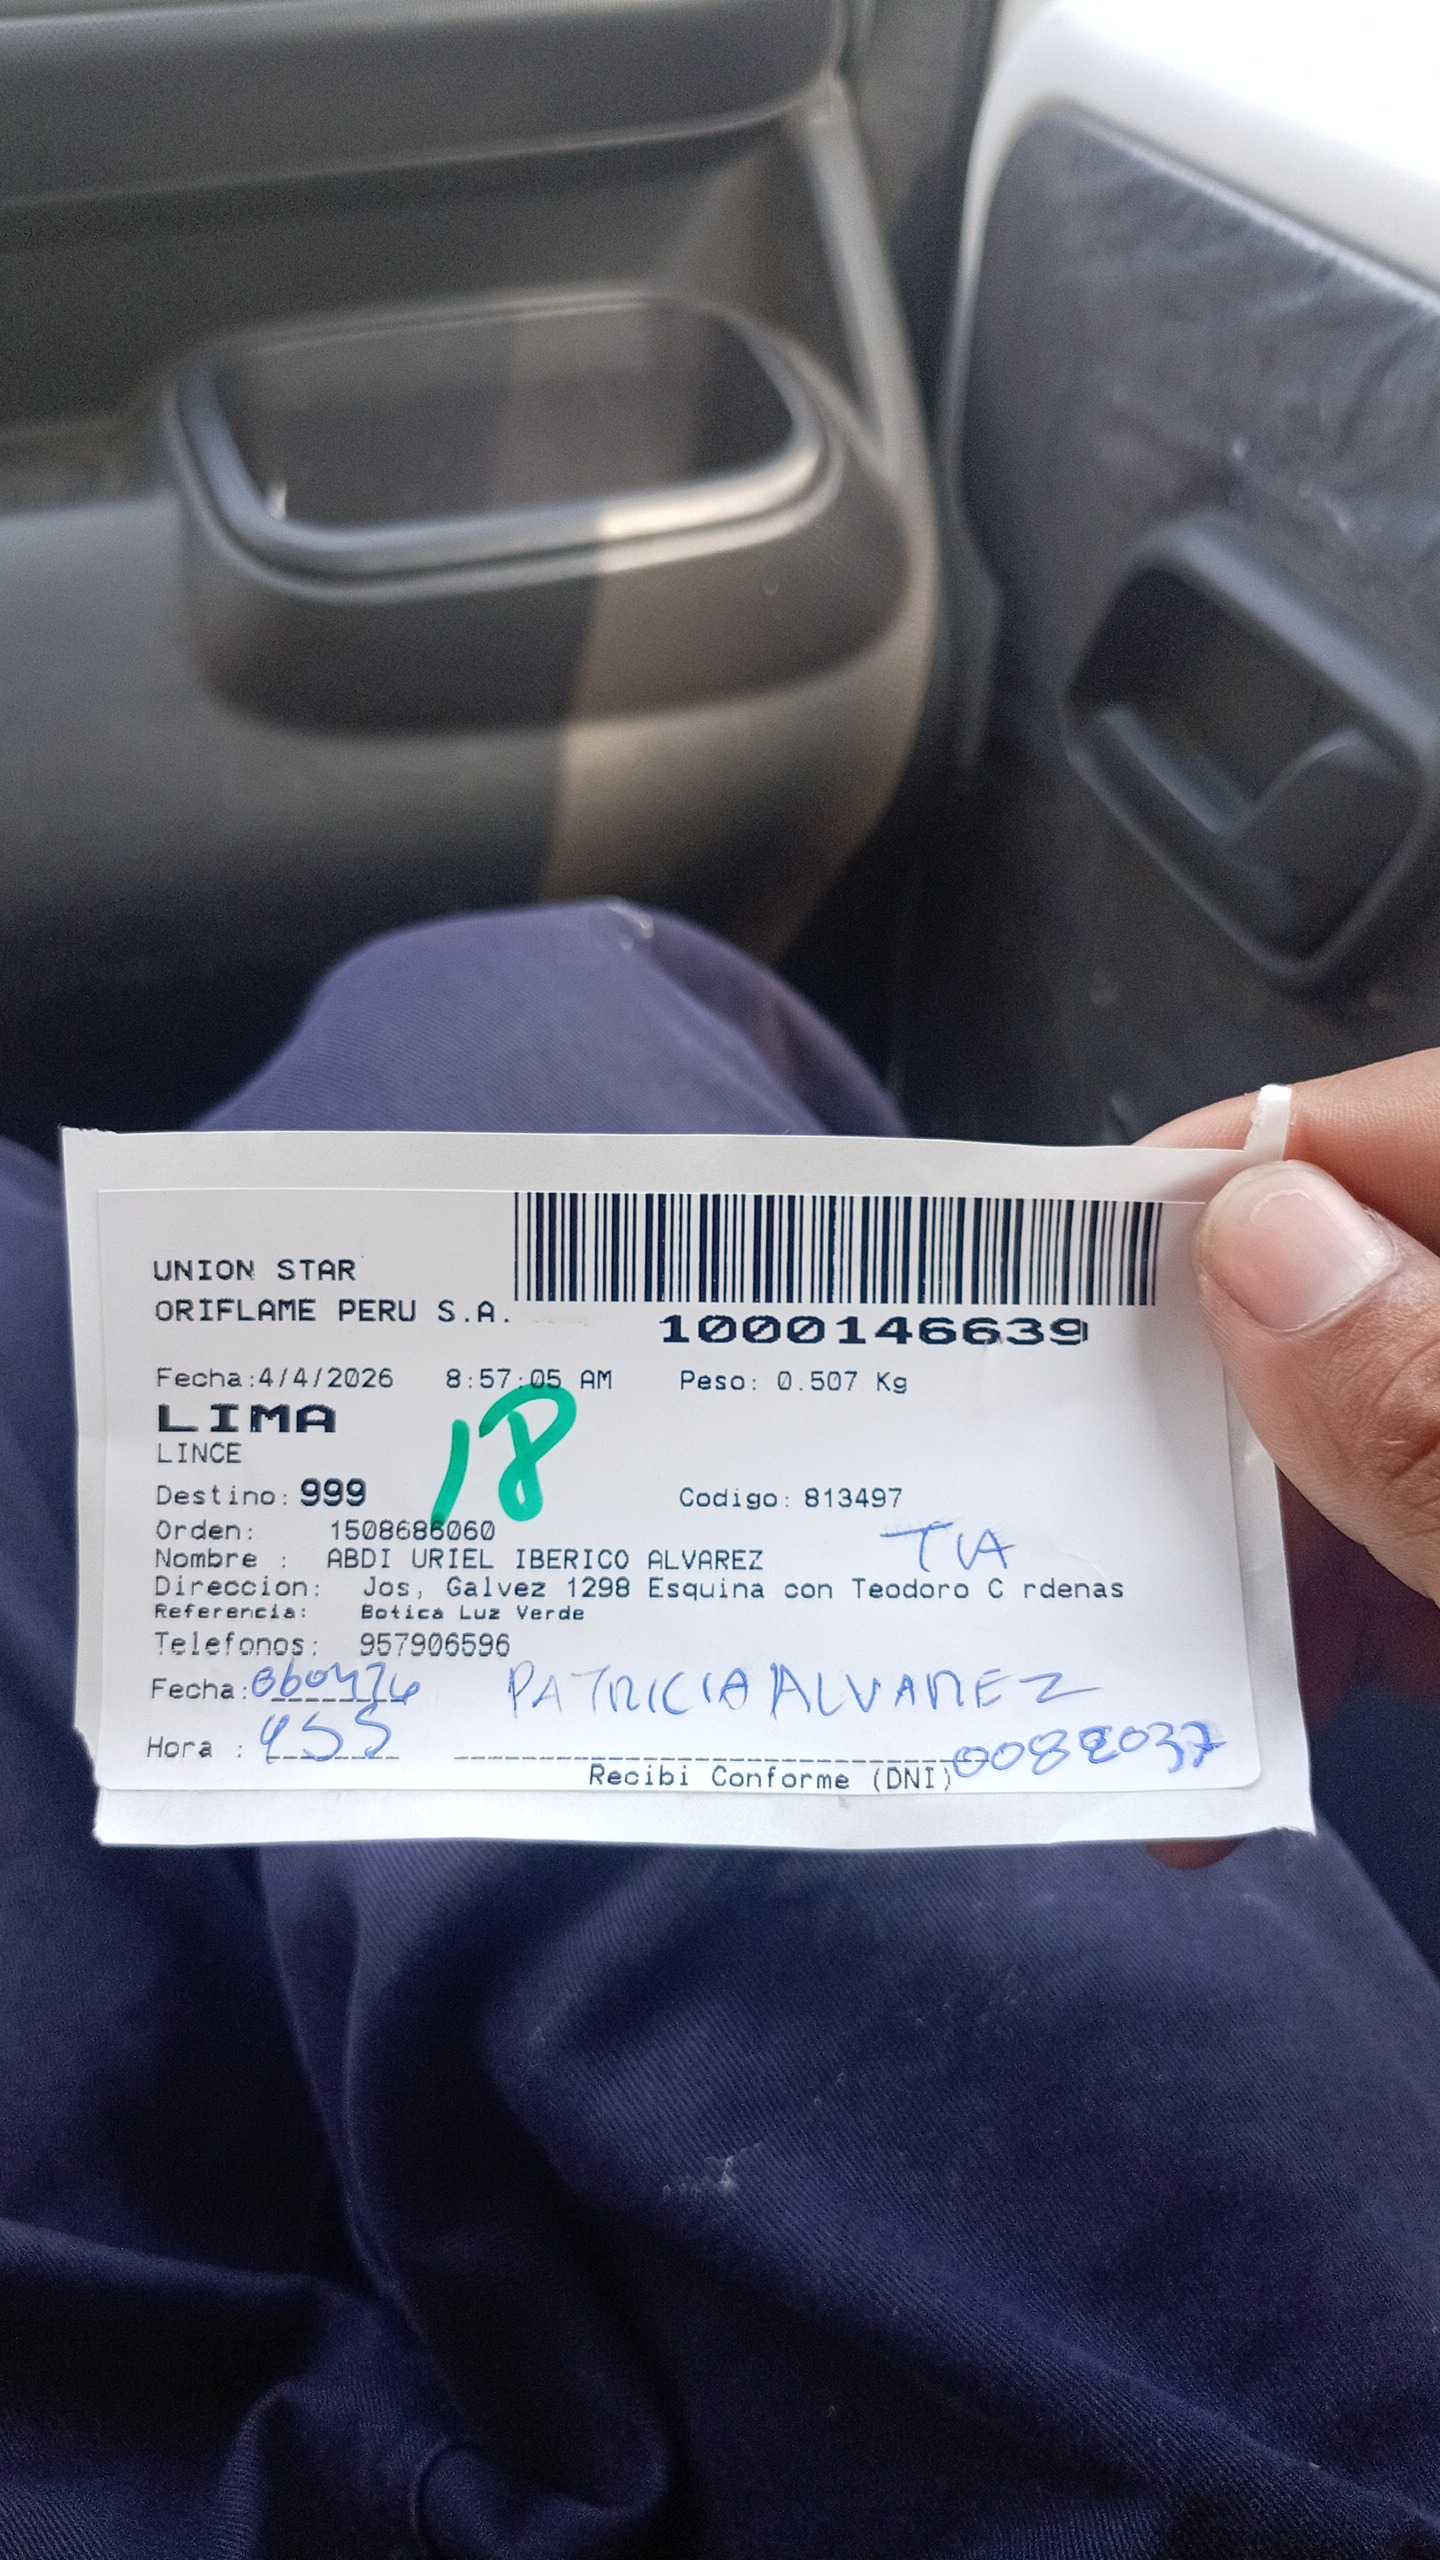 UNION STAR
ORIFLAME PERU S.A.
1000146639
Fecha:4/4/2026 8:57:05 AM Peso: 0.507 Kg
LIMA
18
LINCE
Destino: 999 Codigo: 813497
Orden: 1508686060
TIA
Nombre : ABDI URIEL IBERICO ALVAREZ
Direccion: Jos, Galvez 1298 Esquina con Teodoro C rdenas
Referencia: Botica Luz Verde
Telefonos: 957906596
Fecha: PATRICIA ALVAREZ
Hora :
Recibi Conforme (DNI)